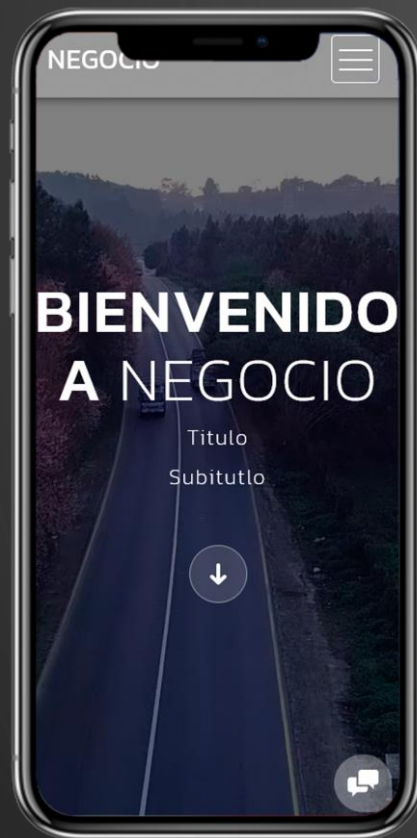 NEGOCIO
BIENVENIDO
A NEGOCIO
Titulo
Subitutlo